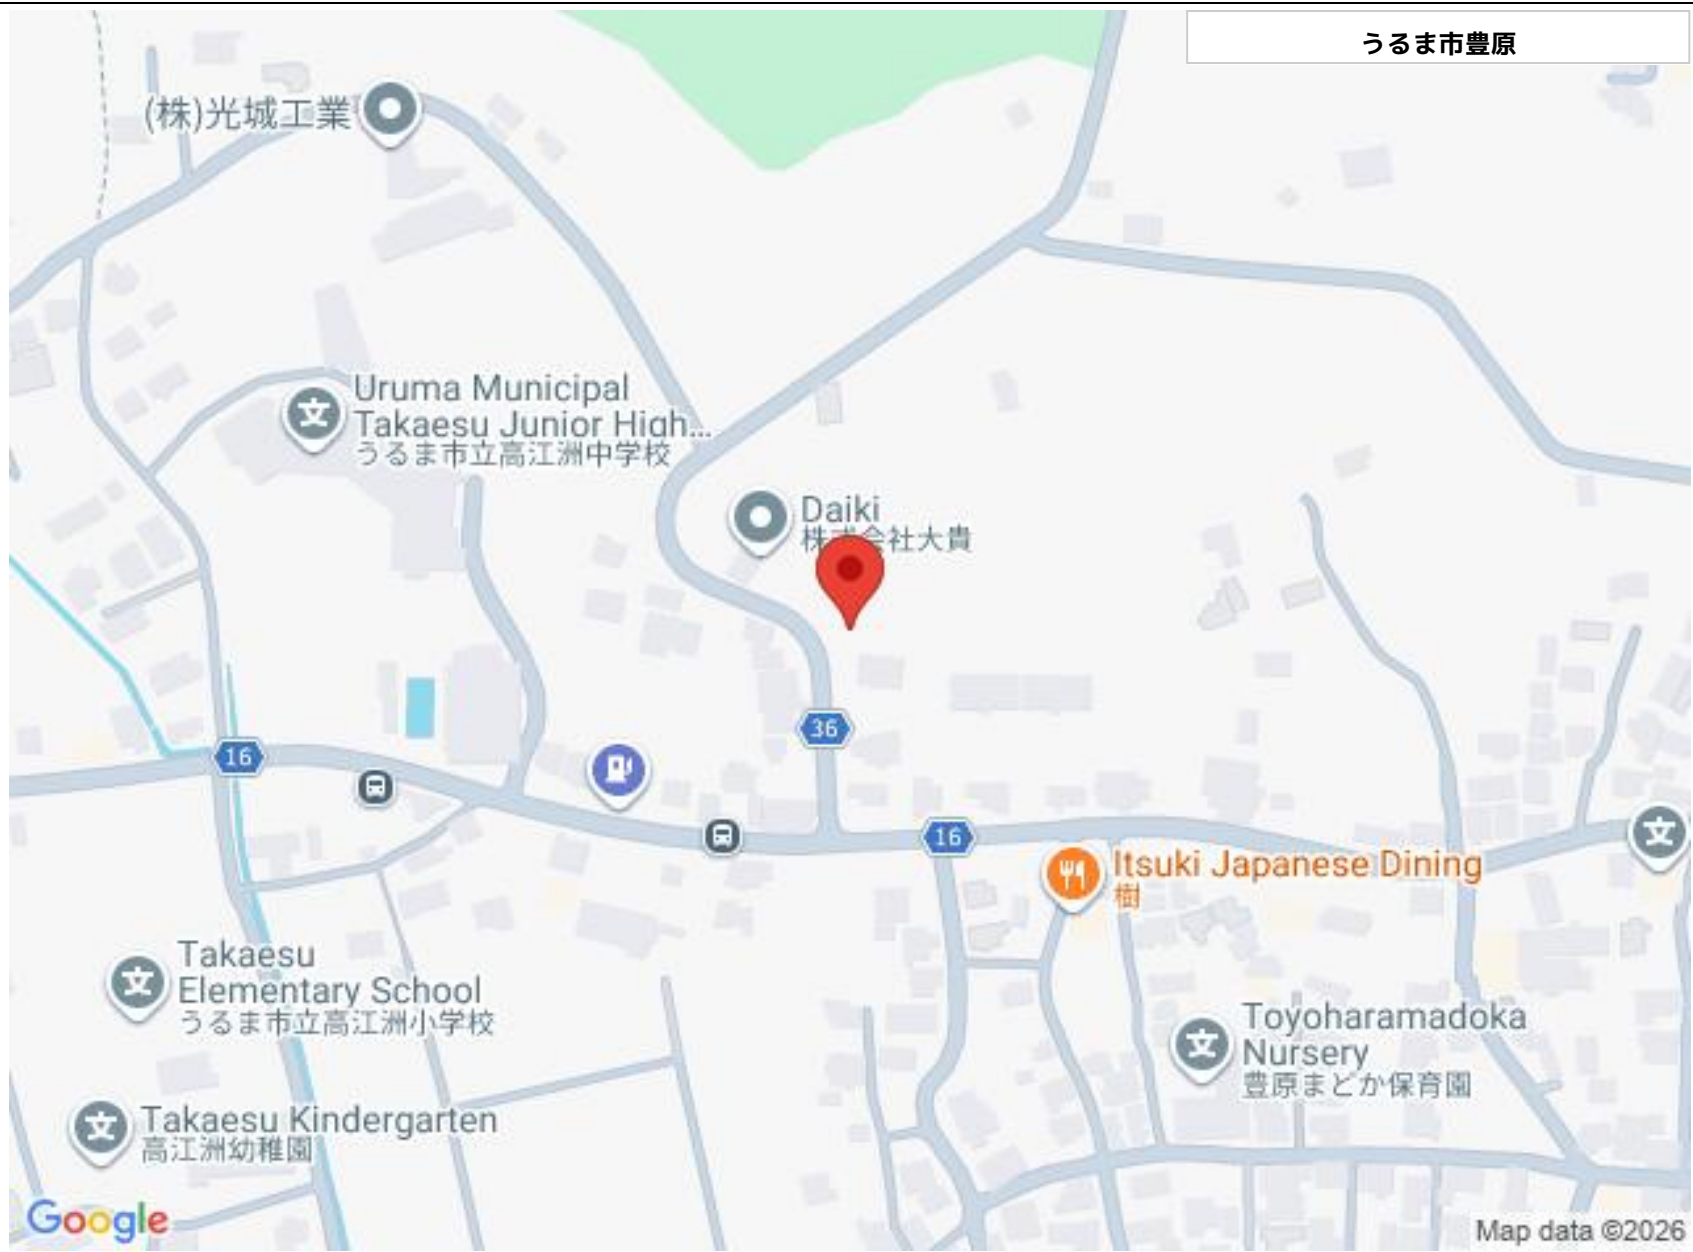 うるま市豊原
(株)光城工業
Uruma Municipal
Takaesu Junior High...
うるま市立高江洲中学校
Daiki
株式会社大貴
36
16
16
Itsuki Japanese Dining
樹
Takaesu
Elementary School
うるま市立高江洲小学校
Toyoharamadoka
Nursery
豊原まどか保育園
Takaesu Kindergarten
高江洲幼稚園
Google
Map data ©2026